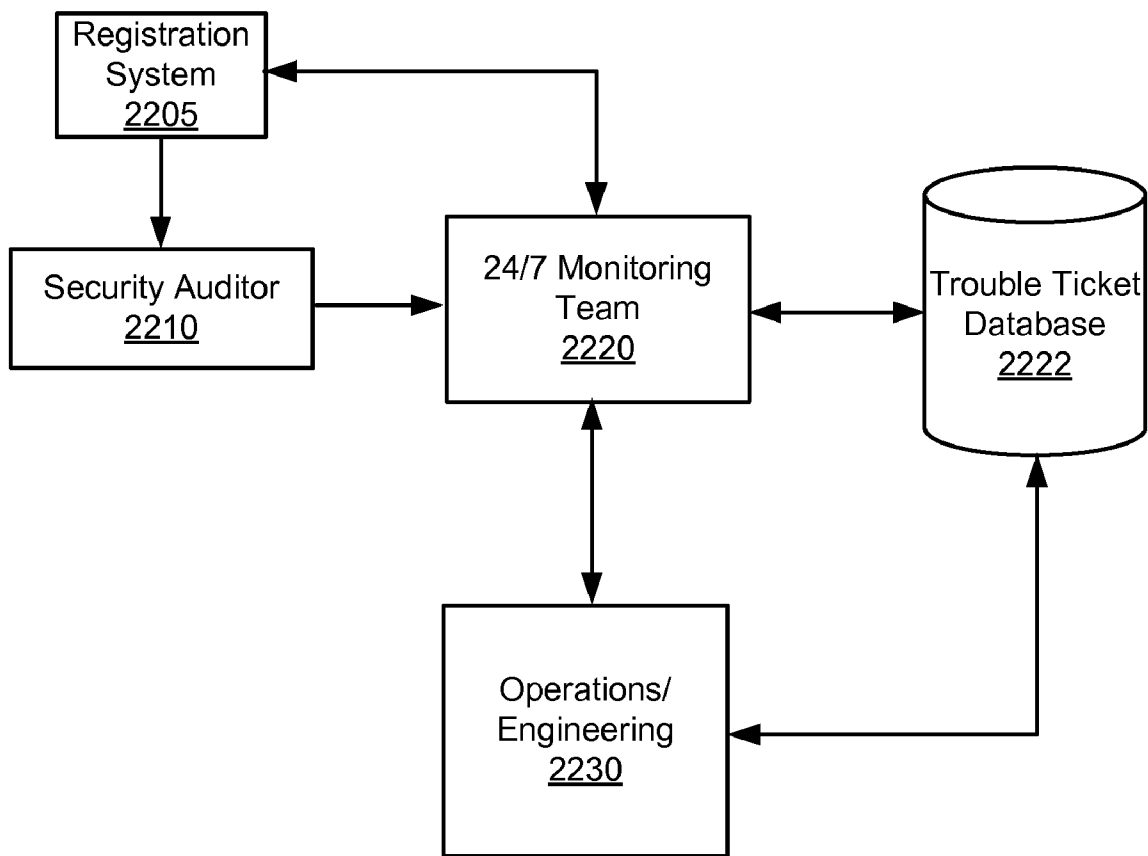 Registration
System
2205
Security Auditor
2210
24/7 Monitoring
Team
2220
Trouble Ticket
Database
2222
Operations/
Engineering
2230